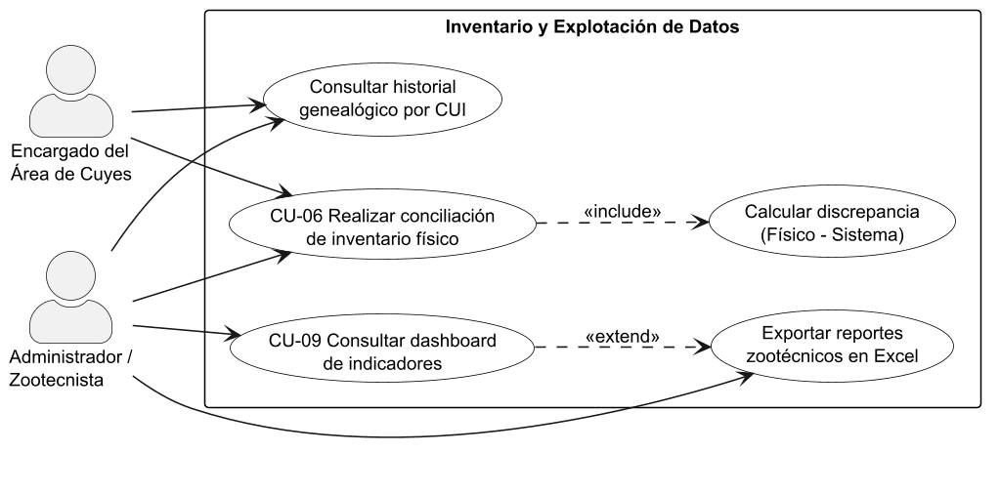 Inventario y Explotación de Datos
Consultar historial
genealógico por CUI
Encargado del
Área de Cuyes
CU-06 Realizar conciliación
de inventario físico
«include»
Calcular discrepancia
(Físico - Sistema)
Administrador /
Zootecnista
CU-09 Consultar dashboard
de indicadores
«extend»
Exportar reportes
zootécnicos en Excel